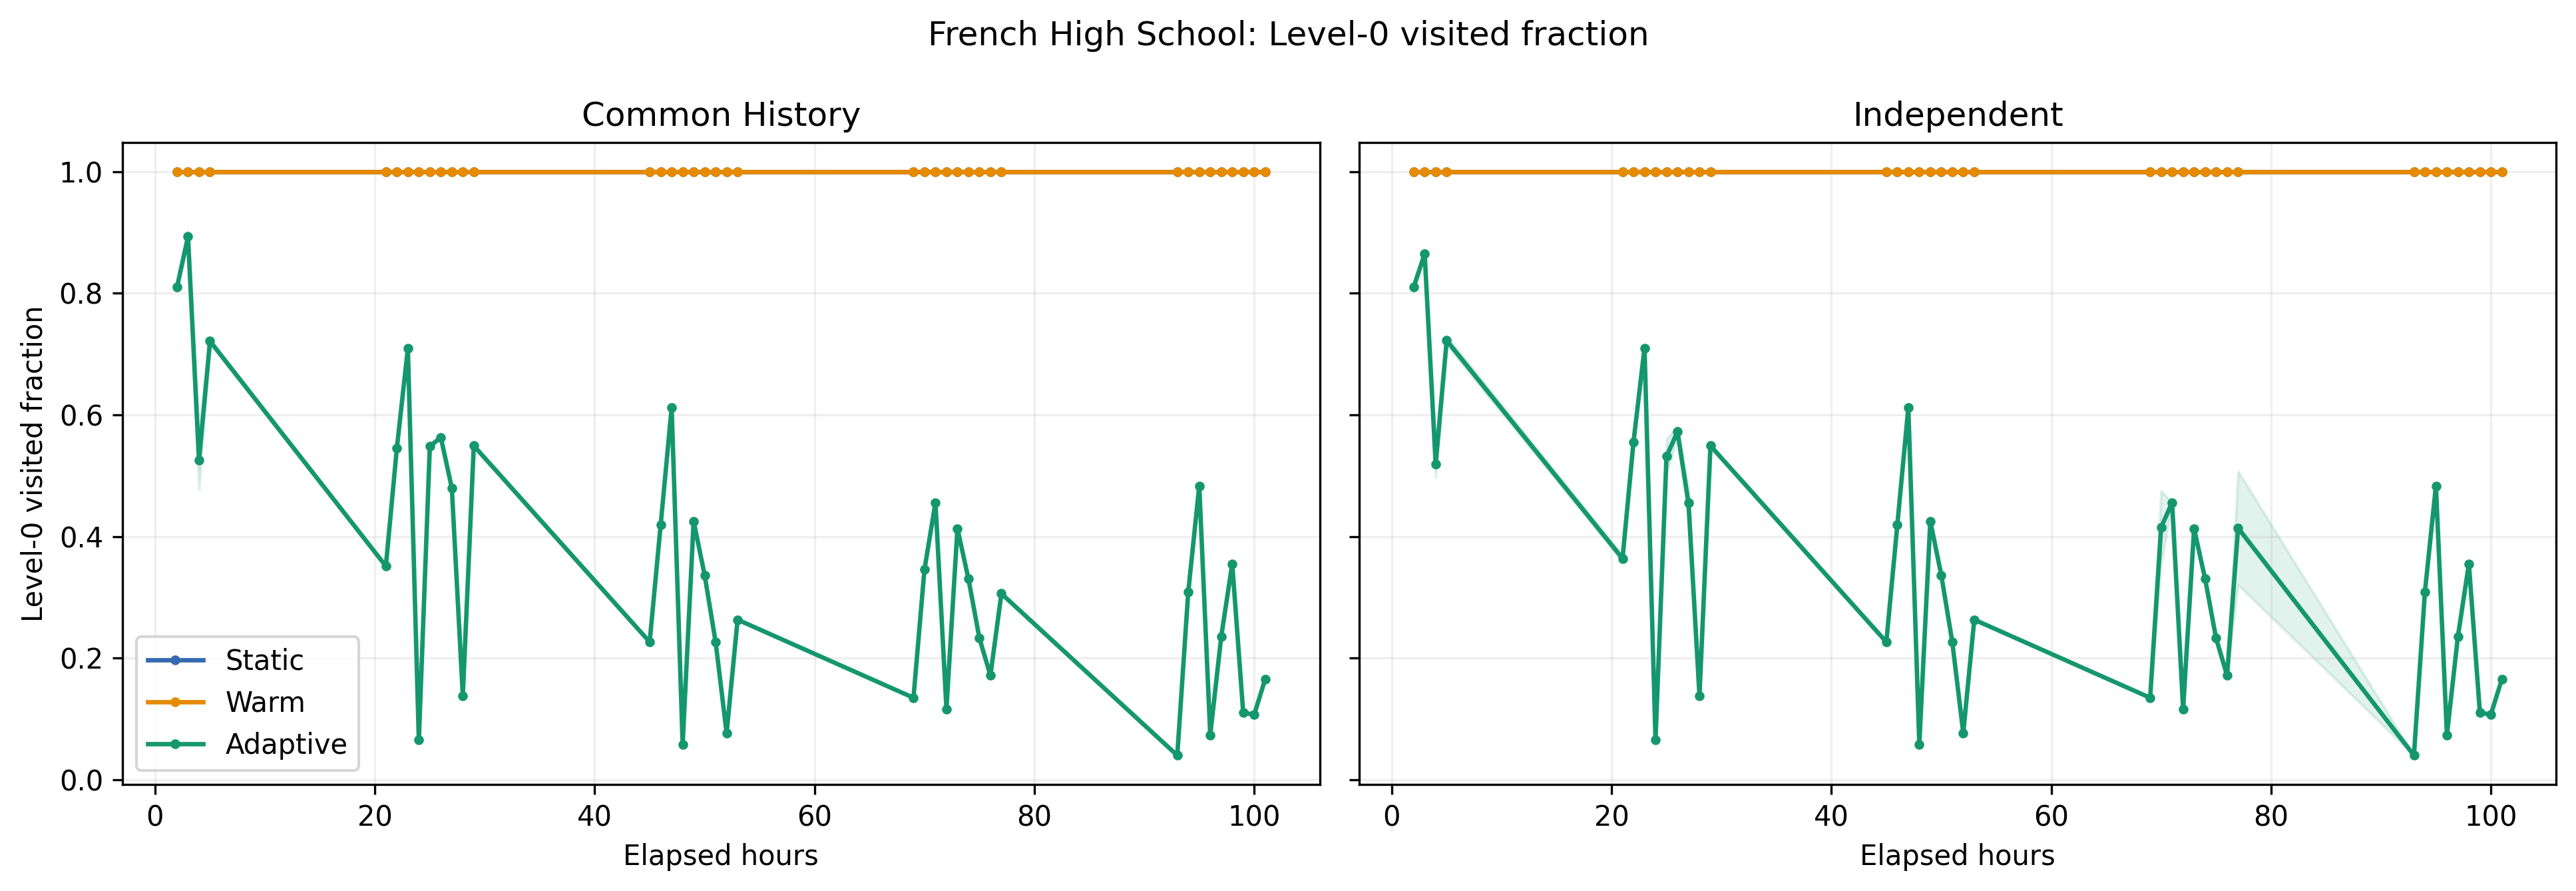 French High School: Level-0 visited fraction
Common History
Independent
Level-0 visited fraction
1.0
0.8
0.6
0.4
0.2
0.0
Static
Warm
Adaptive
0 20 40 60 80 100
0 20 40 60 80 100
Elapsed hours
Elapsed hours